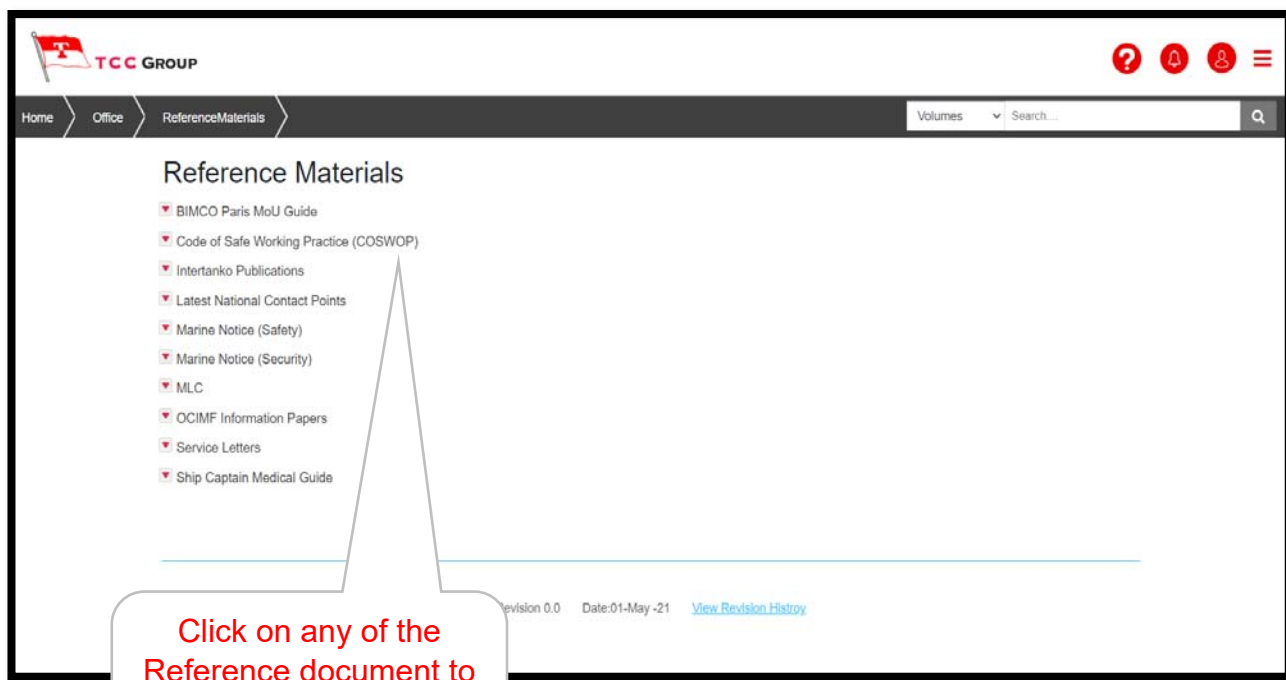 T
TCC GROUP
Home Office ReferenceMaterials Volumes Search....
Reference Materials
BIMCO Paris MoU Guide
Code of Safe Working Practice (COSWOP)
Intertanko Publications
Latest National Contact Points
Marine Notice (Safety)
Marine Notice (Security)
MLC
OCIMF Information Papers
Service Letters
Ship Captain Medical Guide
evision 0.0 Date:01-May -21 View Revision Histroy
Click on any of the
Reference document to